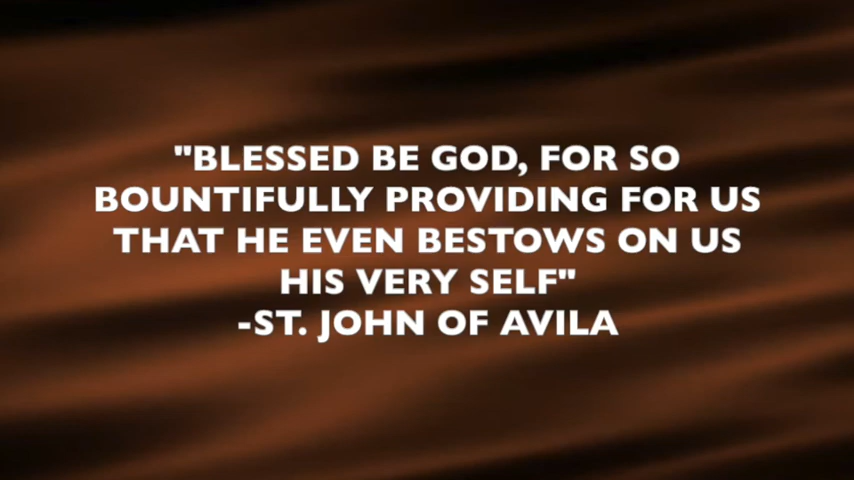 "BLESSED BE GOD, FOR SO
BOUNTIFULLY PROVIDING FOR US
THAT HE EVEN BESTOWS ON US
HIS VERY SELF"
-ST. JOHN OF AVILA